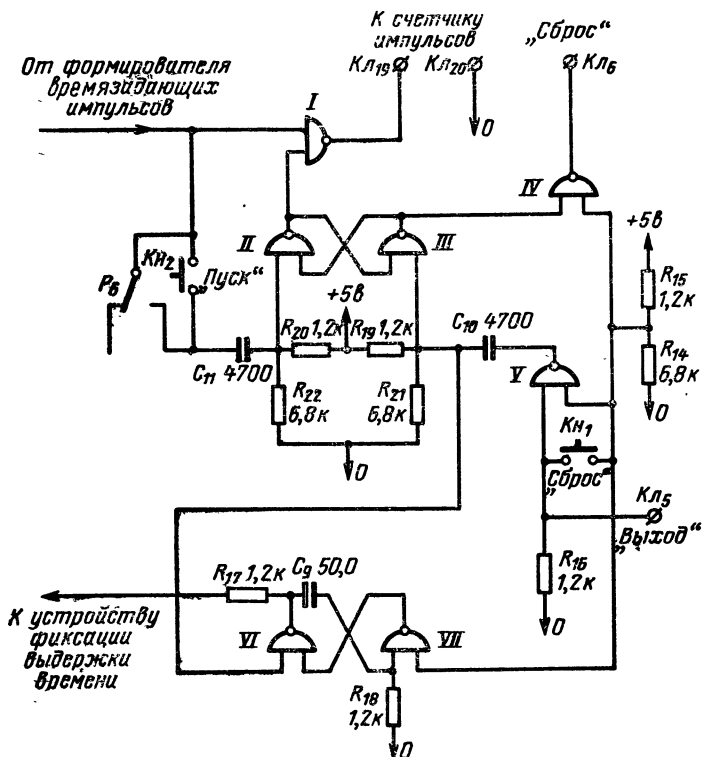 К счетчику
импульсов
Кл19 Кл20
„Сброс“
Кл6
От формирователя
времязадающих
импульсов
I
0
IV
II
III
+5в
R15
1,2к
Р6
Кн2
„Пуск“
+5в
R20 1,2к
R19 1,2к
C10 4700
R14
6,8к
0
C11 4700
R22
6,8к
R21
6,8к
0
V
Кн1
„Сброс“
Кл5
„Выход“
R16
1,2к
0
R17 1,2к
C9 50,0
К устройству
фиксации
выдержки
времени
VI
VII
R18
1,2к
0